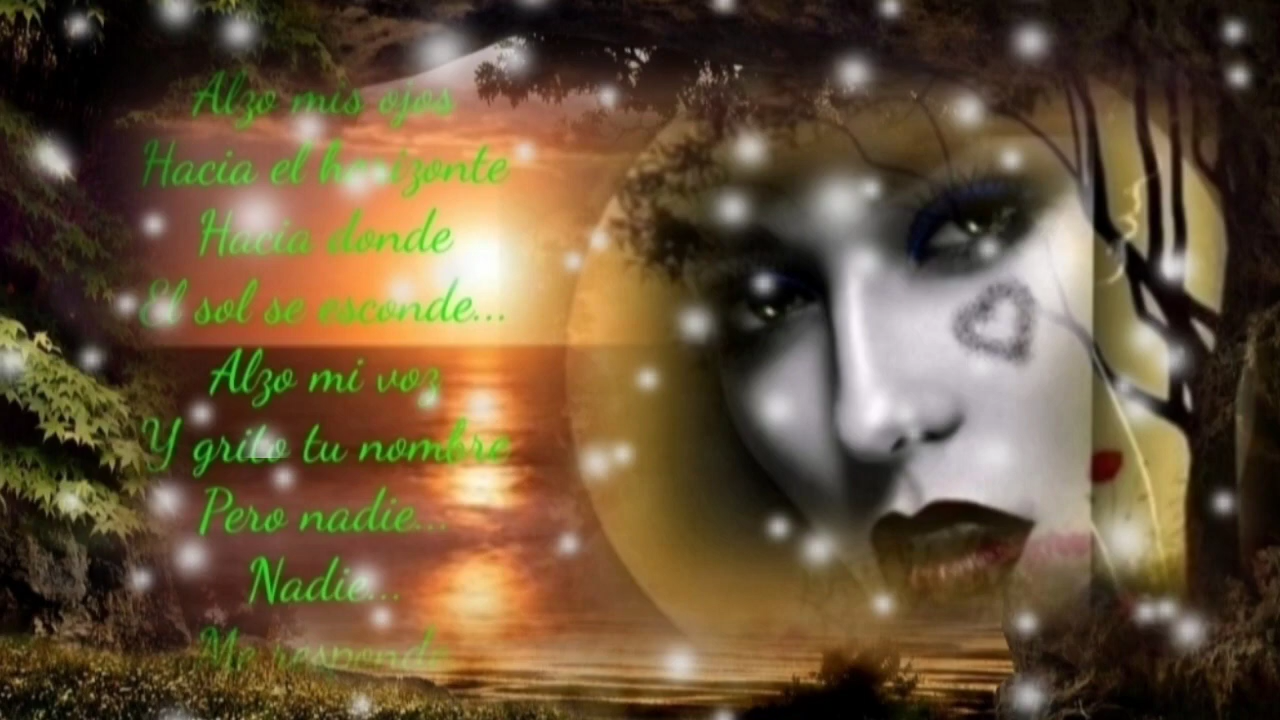 Alzo mis ojos
Hacia el horizonte
Hacia donde
El sol se esconde...
Alzo mi voz
Y grito tu nombre
Pero nadie...
Nadie...
Me responde